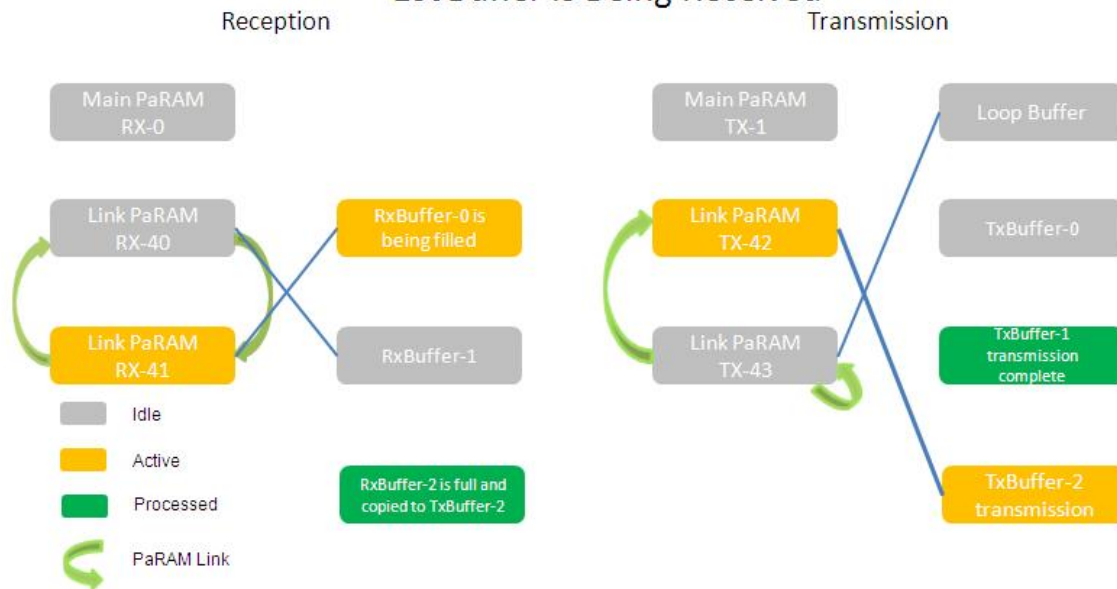 Reception
Transmission
Main PaRAM
RX-0
Link PaRAM
RX-40
RxBuffer-0 is
being filled
Link PaRAM
RX-41
RxBuffer-1
RxBuffer-2 is full and
copied to TxBuffer-2
Idle
Active
Processed
PaRAM Link
Main PaRAM
TX-1
Loop Buffer
Link PaRAM
TX-42
TxBuffer-0
Link PaRAM
TX-43
TxBuffer-1
transmission
complete
TxBuffer-2
transmission